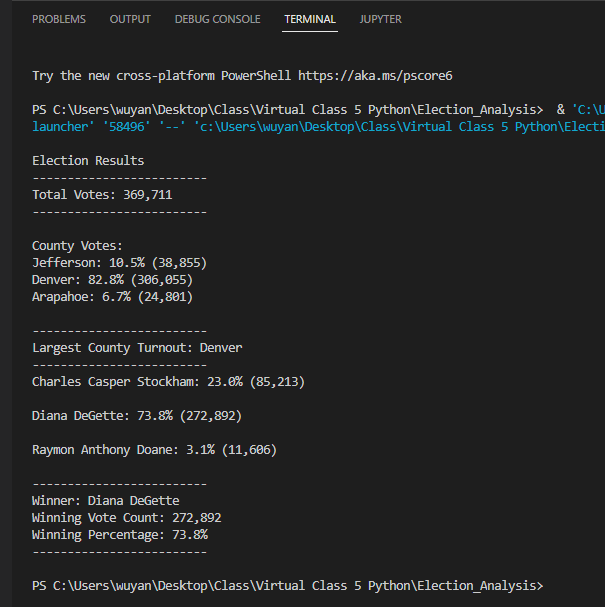 PROBLEMS OUTPUT DEBUG CONSOLE TERMINAL JUPYTER
Try the new cross-platform PowerShell https://aka.ms/pscore6
PS C:\Users\wuyan\Desktop\Class\Virtual Class 5 Python\Election_Analysis>  & 'C:\U
launcher' '58496' '--' 'c:\Users\wuyan\Desktop\Class\Virtual Class 5 Python\Electi
Election Results
-------------------------
Total Votes: 369,711
-------------------------
County Votes:
Jefferson: 10.5% (38,855)
Denver: 82.8% (306,055)
Arapahoe: 6.7% (24,801)
-------------------------
Largest County Turnout: Denver
-------------------------
Charles Casper Stockham: 23.0% (85,213)
Diana DeGette: 73.8% (272,892)
Raymon Anthony Doane: 3.1% (11,606)
-------------------------
Winner: Diana DeGette
Winning Vote Count: 272,892
Winning Percentage: 73.8%
-------------------------
PS C:\Users\wuyan\Desktop\Class\Virtual Class 5 Python\Election_Analysis>